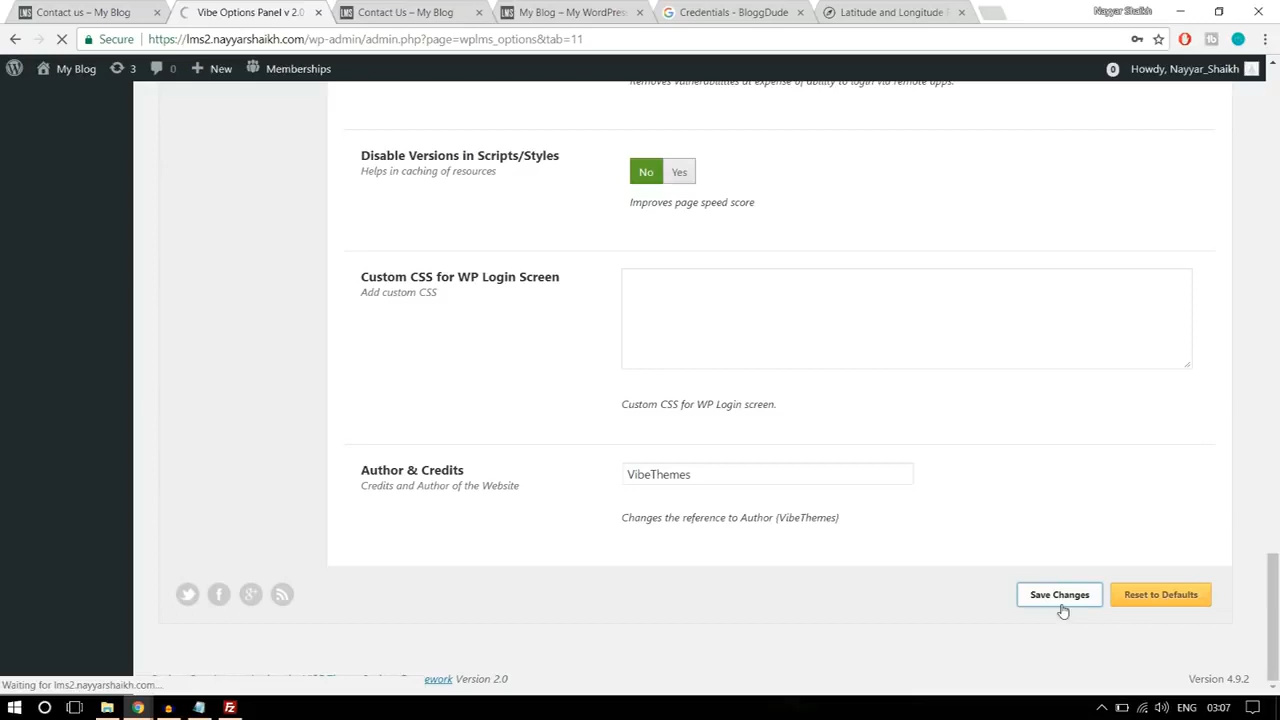 Contact us – My Blog
Vibe Options Panel v 2.0
Contact Us – My Blog
My Blog – My WordPress
Credentials - BloggDude
Latitude and Longitude
Nayyar Shaikh
Secure
https://lms2.nayyarshaikh.com/wp-admin/admin.php?page=wplms_options&tab=11
My Blog
3
0
New
Memberships
0
Howdy, Nayyar_Shaikh
Removes vulnerabilities at expense of ability to login via remote apps.
Disable Versions in Scripts/Styles
Helps in caching of resources
No
Yes
Improves page speed score
Custom CSS for WP Login Screen
Add custom CSS
Custom CSS for WP Login screen.
Author & Credits
Credits and Author of the Website
VibeThemes
Changes the reference to Author {VibeThemes}
Save Changes
Reset to Defaults
Waiting for lms2.nayyarshaikh.com...
ework Version 2.0
Version 4.9.2
ENG
03:07